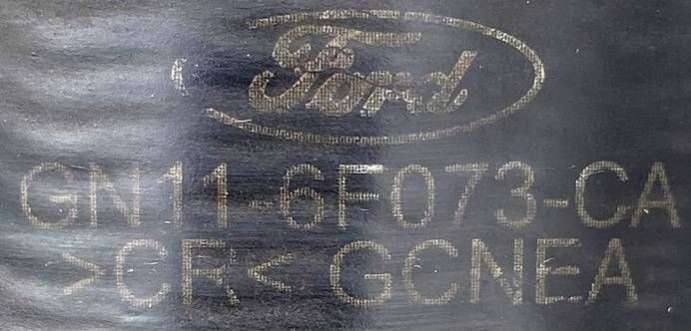 Ford
GN11-6F073-CA
>CR< GCNEA